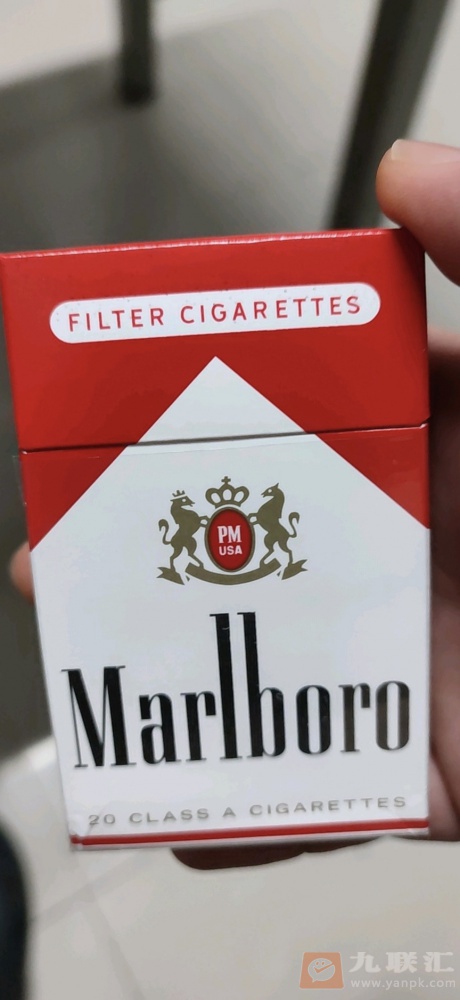 FILTER CIGARETTES
PM
USA
Marlboro
20 CLASS A CIGARETTES
九联汇
www.yanpk.com